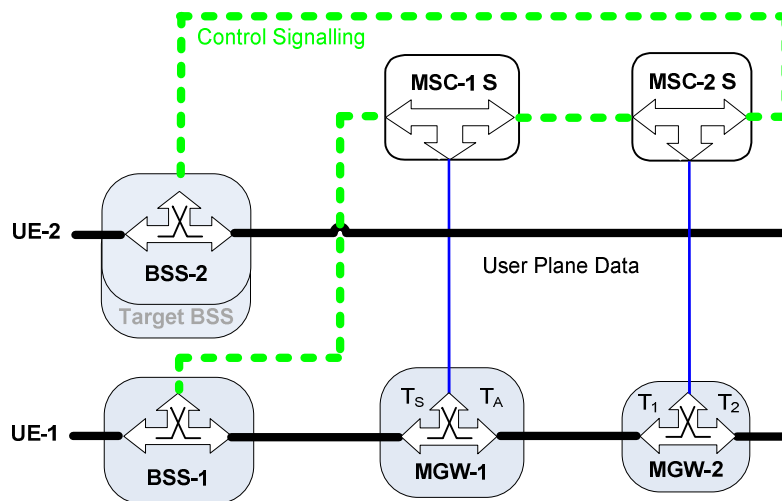 Control Signalling
MSC-1 S
MSC-2 S
UE-2
BSS-2
User Plane Data
Target BSS
TS
TA
T1
T2
UE-1
BSS-1
MGW-1
MGW-2